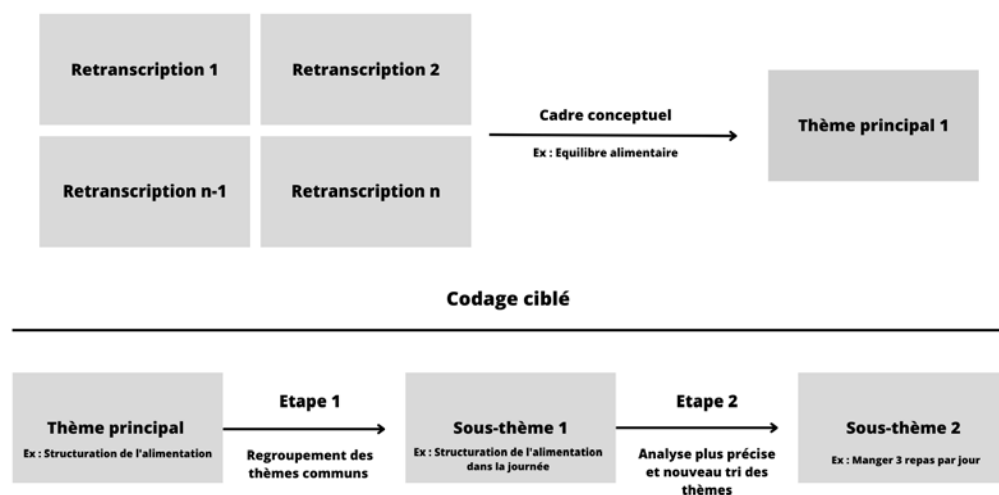 Retranscription 1
Retranscription 2
Retranscription n-1
Retranscription n
Cadre conceptuel
Ex : Equilibre alimentaire
Thème principal 1
Codage ciblé
Thème principal
Ex : Structuration de l'alimentation
Etape 1
Regroupement des
thèmes communs
Sous-thème 1
Ex : Structuration de l'alimentation
dans la journée
Etape 2
Analyse plus précise
et nouveau tri des
thèmes
Sous-thème 2
Ex : Manger 3 repas par jour